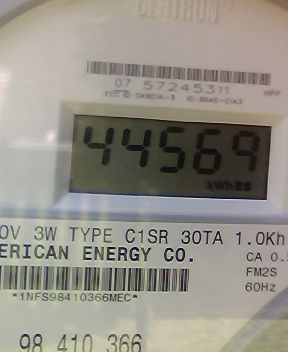 CENTRON
07 57245311
HPP
44569
kWh
0V 3W TYPE C1SR 30TA 1.0Kh
ERICAN ENERGY CO. CA 0.5
FM2S
*1NFS98410366MEC* 60Hz
98 410 366